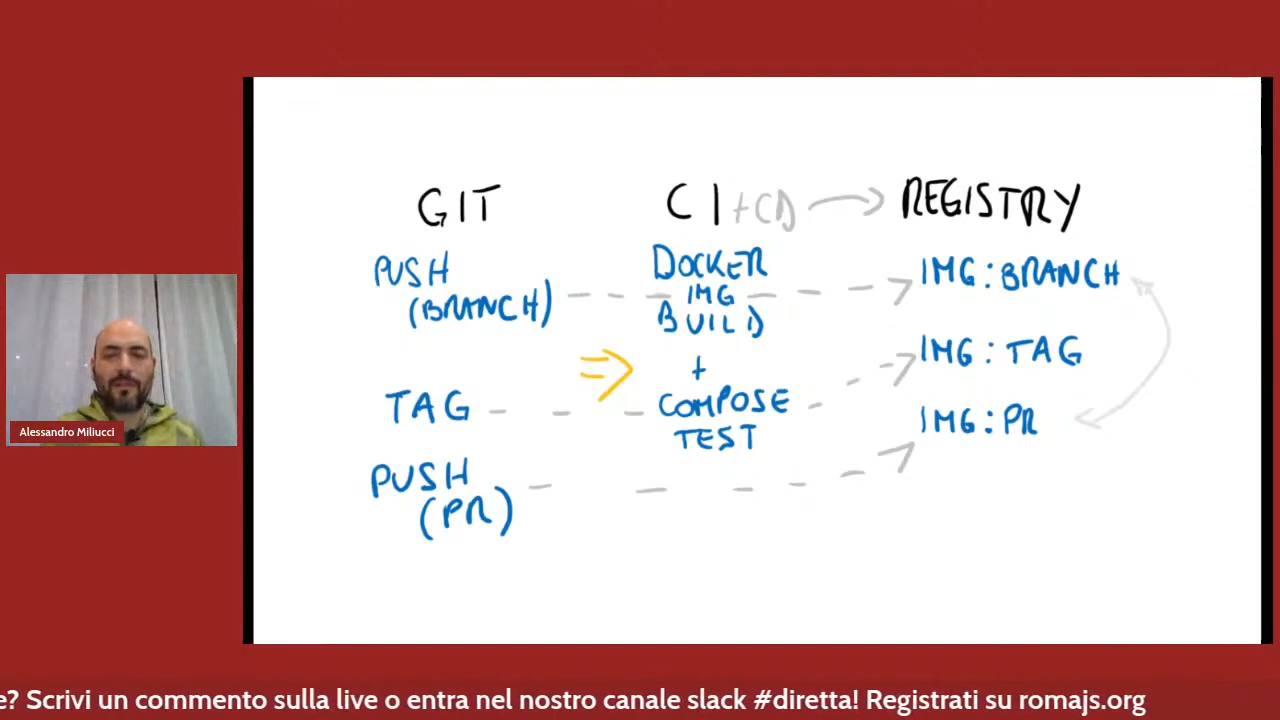 GIT
CI +CD
REGISTRY
PUSH
(BRANCH)
DOCKER
IMG
BUILD
IMG:BRANCH
+
IMG:TAG
TAG
COMPOSE
TEST
IMG:PR
PUSH
(PR)
Alessandro Miliucci
e? Scrivi un commento sulla live o entra nel nostro canale slack #diretta! Registrati su romajs.org